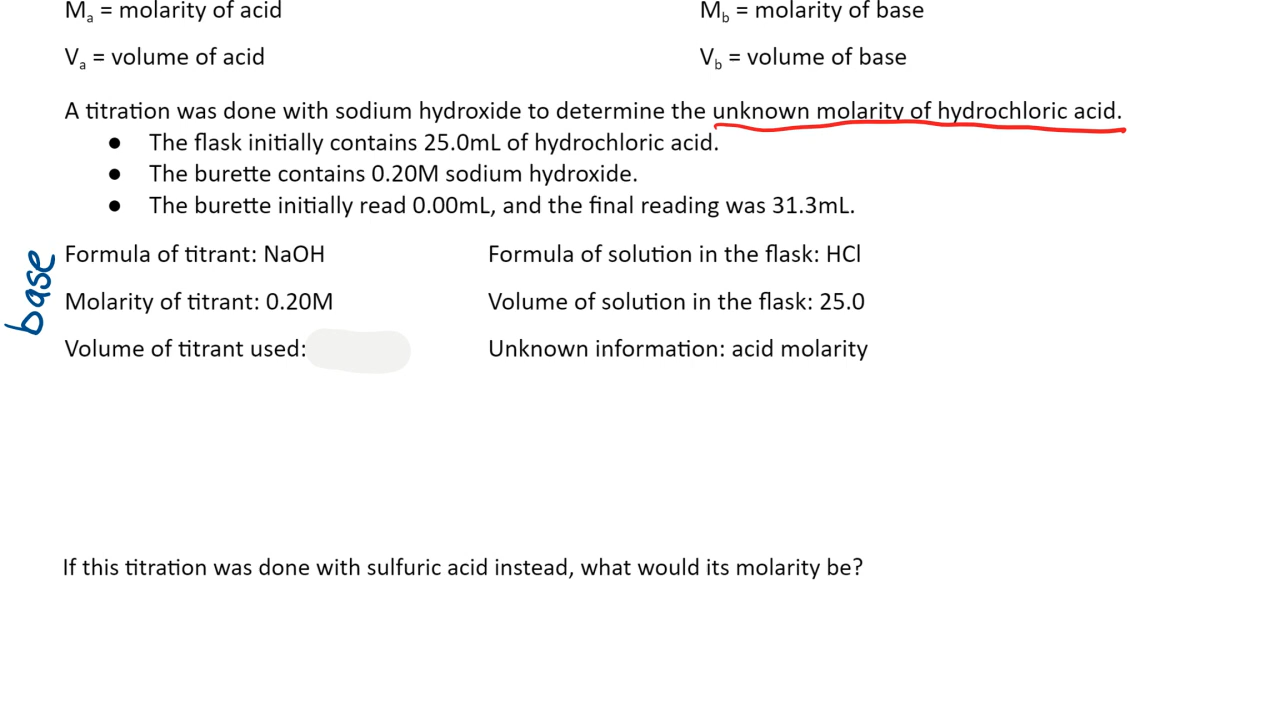 Mₐ = molarity of acid M_b = molarity of base
Vₐ = volume of acid V_b = volume of base
A titration was done with sodium hydroxide to determine the unknown molarity of hydrochloric acid.
● The flask initially contains 25.0mL of hydrochloric acid.
● The burette contains 0.20M sodium hydroxide.
● The burette initially read 0.00mL, and the final reading was 31.3mL.
base
Formula of titrant: NaOH Formula of solution in the flask: HCl
Molarity of titrant: 0.20M Volume of solution in the flask: 25.0
Volume of titrant used: Unknown information: acid molarity
If this titration was done with sulfuric acid instead, what would its molarity be?